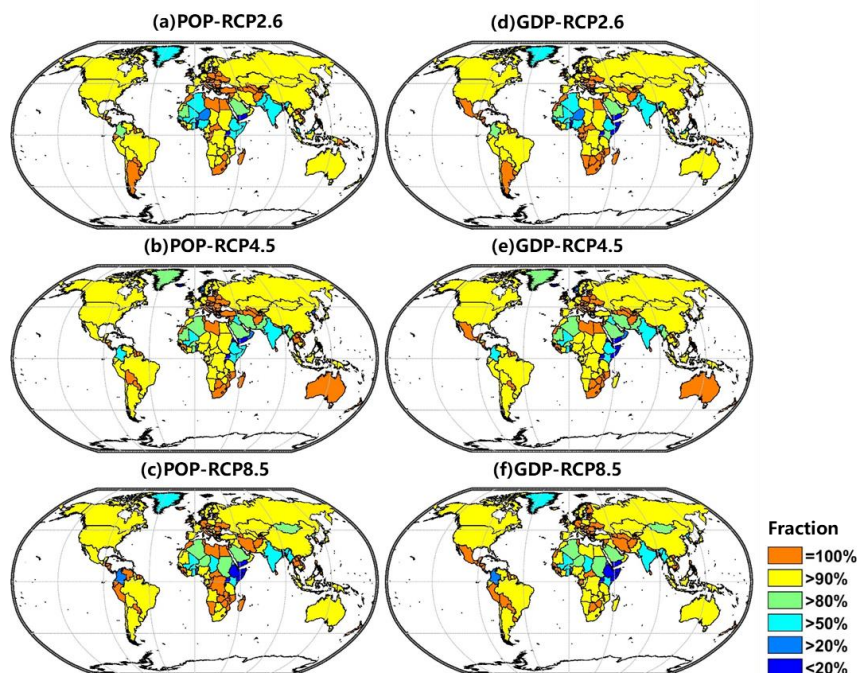 (a)POP-RCP2.6
(d)GDP-RCP2.6
(b)POP-RCP4.5
(e)GDP-RCP4.5
(c)POP-RCP8.5
(f)GDP-RCP8.5
Fraction
=100%
>90%
>80%
>50%
>20%
<20%